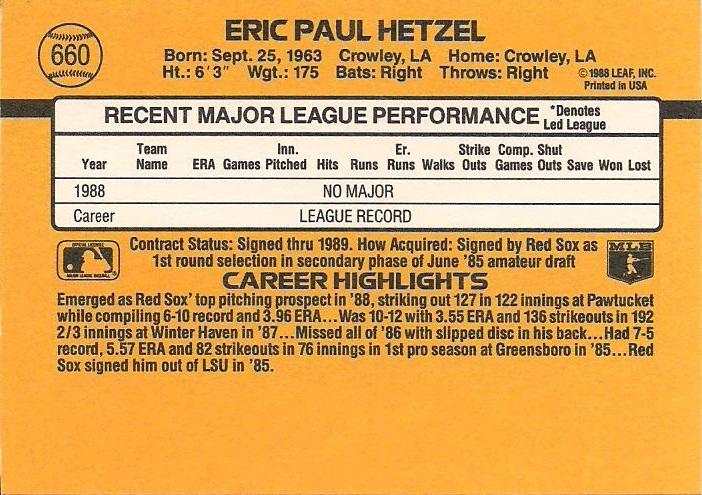 660
ERIC PAUL HETZEL
Born: Sept. 25, 1963 Crowley, LA Home: Crowley, LA
Ht.: 6'3" Wgt.: 175 Bats: Right Throws: Right
©1988 LEAF, INC.
Printed in USA
RECENT MAJOR LEAGUE PERFORMANCE
*Denotes
Led League
Year Team Name ERA Games Inn. Pitched Hits Runs Er. Runs Walks Strike Outs Comp. Games Shut Outs Save Won Lost
1988 NO MAJOR
Career LEAGUE RECORD
OFFICIAL LICENSEE
MAJOR LEAGUE BASEBALL
Contract Status: Signed thru 1989. How Acquired: Signed by Red Sox as
1st round selection in secondary phase of June '85 amateur draft
MLB
CAREER HIGHLIGHTS
Emerged as Red Sox' top pitching prospect in '88, striking out 127 in 122 innings at Pawtucket
while compiling 6-10 record and 3.96 ERA...Was 10-12 with 3.55 ERA and 136 strikeouts in 192
2/3 innings at Winter Haven in '87...Missed all of '86 with slipped disc in his back...Had 7-5
record, 5.57 ERA and 82 strikeouts in 76 innings in 1st pro season at Greensboro in '85...Red
Sox signed him out of LSU in '85.